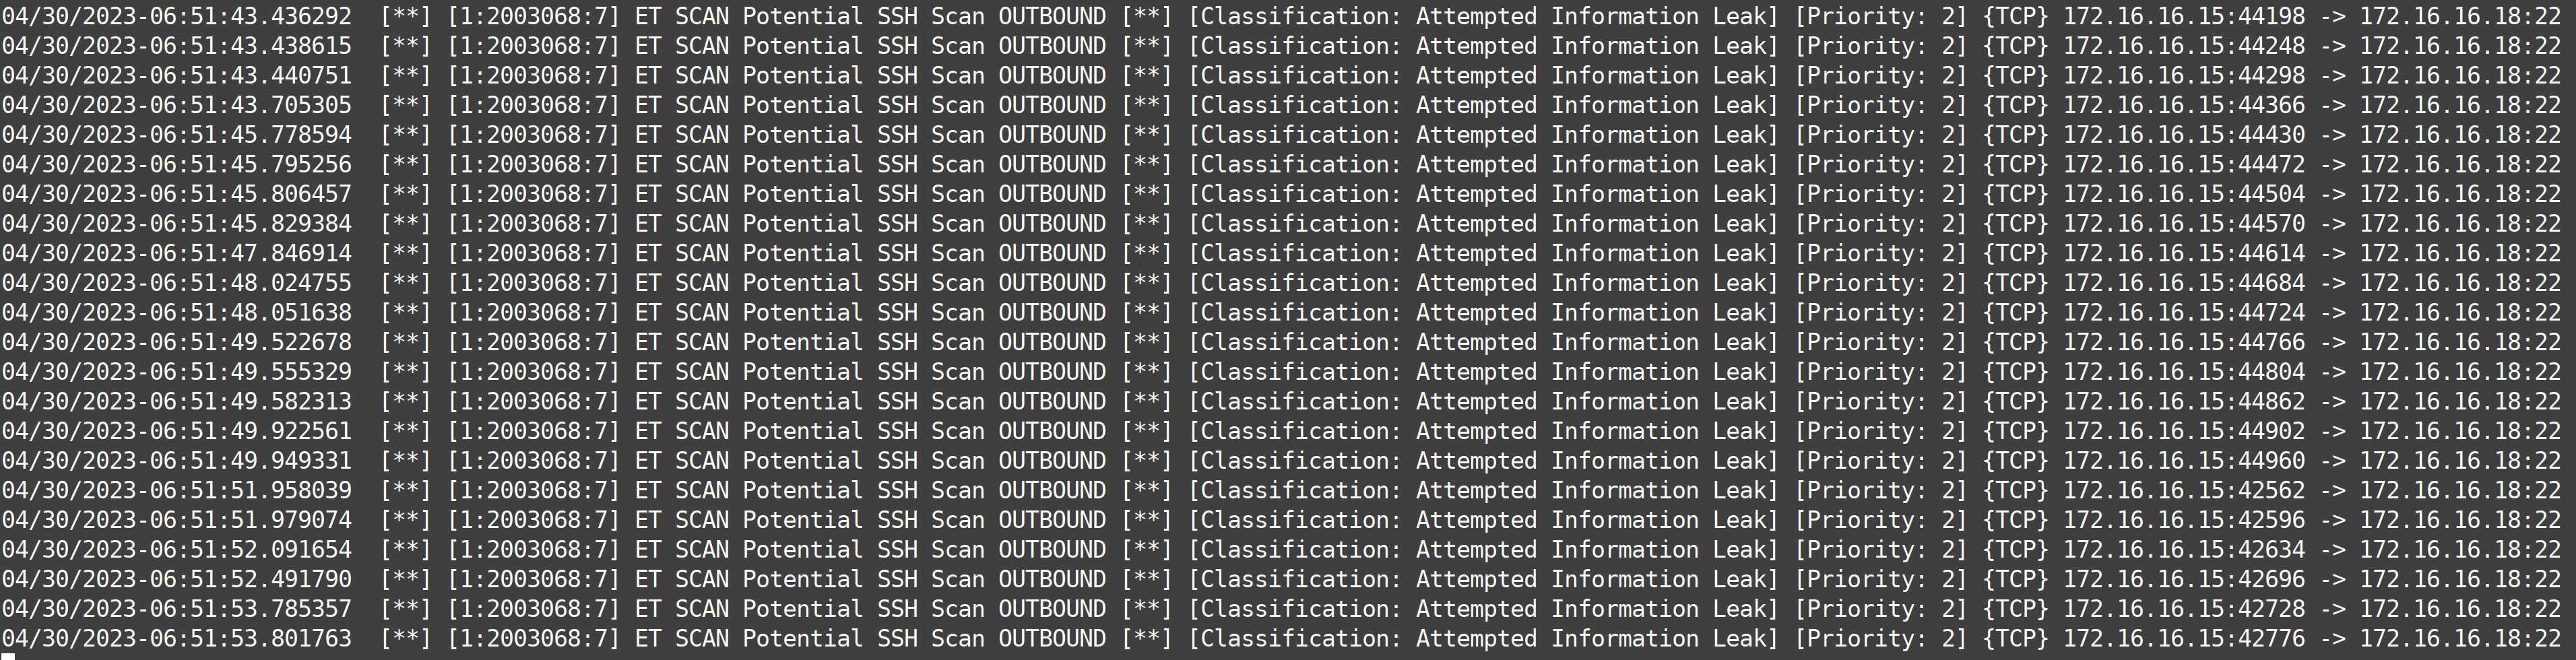 04/30/2023-06:51:43.436292  [**] [1:2003068:7] ET SCAN Potential SSH Scan OUTBOUND [**] [Classification: Attempted Information Leak] [Priority: 2] {TCP} 172.16.16.15:44198 -> 172.16.16.18:22
04/30/2023-06:51:43.438615  [**] [1:2003068:7] ET SCAN Potential SSH Scan OUTBOUND [**] [Classification: Attempted Information Leak] [Priority: 2] {TCP} 172.16.16.15:44248 -> 172.16.16.18:22
04/30/2023-06:51:43.440751  [**] [1:2003068:7] ET SCAN Potential SSH Scan OUTBOUND [**] [Classification: Attempted Information Leak] [Priority: 2] {TCP} 172.16.16.15:44298 -> 172.16.16.18:22
04/30/2023-06:51:43.705305  [**] [1:2003068:7] ET SCAN Potential SSH Scan OUTBOUND [**] [Classification: Attempted Information Leak] [Priority: 2] {TCP} 172.16.16.15:44366 -> 172.16.16.18:22
04/30/2023-06:51:45.778594  [**] [1:2003068:7] ET SCAN Potential SSH Scan OUTBOUND [**] [Classification: Attempted Information Leak] [Priority: 2] {TCP} 172.16.16.15:44430 -> 172.16.16.18:22
04/30/2023-06:51:45.795256  [**] [1:2003068:7] ET SCAN Potential SSH Scan OUTBOUND [**] [Classification: Attempted Information Leak] [Priority: 2] {TCP} 172.16.16.15:44472 -> 172.16.16.18:22
04/30/2023-06:51:45.806457  [**] [1:2003068:7] ET SCAN Potential SSH Scan OUTBOUND [**] [Classification: Attempted Information Leak] [Priority: 2] {TCP} 172.16.16.15:44504 -> 172.16.16.18:22
04/30/2023-06:51:45.829384  [**] [1:2003068:7] ET SCAN Potential SSH Scan OUTBOUND [**] [Classification: Attempted Information Leak] [Priority: 2] {TCP} 172.16.16.15:44570 -> 172.16.16.18:22
04/30/2023-06:51:47.846914  [**] [1:2003068:7] ET SCAN Potential SSH Scan OUTBOUND [**] [Classification: Attempted Information Leak] [Priority: 2] {TCP} 172.16.16.15:44614 -> 172.16.16.18:22
04/30/2023-06:51:48.024755  [**] [1:2003068:7] ET SCAN Potential SSH Scan OUTBOUND [**] [Classification: Attempted Information Leak] [Priority: 2] {TCP} 172.16.16.15:44684 -> 172.16.16.18:22
04/30/2023-06:51:48.051638  [**] [1:2003068:7] ET SCAN Potential SSH Scan OUTBOUND [**] [Classification: Attempted Information Leak] [Priority: 2] {TCP} 172.16.16.15:44724 -> 172.16.16.18:22
04/30/2023-06:51:49.522678  [**] [1:2003068:7] ET SCAN Potential SSH Scan OUTBOUND [**] [Classification: Attempted Information Leak] [Priority: 2] {TCP} 172.16.16.15:44766 -> 172.16.16.18:22
04/30/2023-06:51:49.555329  [**] [1:2003068:7] ET SCAN Potential SSH Scan OUTBOUND [**] [Classification: Attempted Information Leak] [Priority: 2] {TCP} 172.16.16.15:44804 -> 172.16.16.18:22
04/30/2023-06:51:49.582313  [**] [1:2003068:7] ET SCAN Potential SSH Scan OUTBOUND [**] [Classification: Attempted Information Leak] [Priority: 2] {TCP} 172.16.16.15:44862 -> 172.16.16.18:22
04/30/2023-06:51:49.922561  [**] [1:2003068:7] ET SCAN Potential SSH Scan OUTBOUND [**] [Classification: Attempted Information Leak] [Priority: 2] {TCP} 172.16.16.15:44902 -> 172.16.16.18:22
04/30/2023-06:51:49.949331  [**] [1:2003068:7] ET SCAN Potential SSH Scan OUTBOUND [**] [Classification: Attempted Information Leak] [Priority: 2] {TCP} 172.16.16.15:44960 -> 172.16.16.18:22
04/30/2023-06:51:51.958039  [**] [1:2003068:7] ET SCAN Potential SSH Scan OUTBOUND [**] [Classification: Attempted Information Leak] [Priority: 2] {TCP} 172.16.16.15:42562 -> 172.16.16.18:22
04/30/2023-06:51:51.979074  [**] [1:2003068:7] ET SCAN Potential SSH Scan OUTBOUND [**] [Classification: Attempted Information Leak] [Priority: 2] {TCP} 172.16.16.15:42596 -> 172.16.16.18:22
04/30/2023-06:51:52.091654  [**] [1:2003068:7] ET SCAN Potential SSH Scan OUTBOUND [**] [Classification: Attempted Information Leak] [Priority: 2] {TCP} 172.16.16.15:42634 -> 172.16.16.18:22
04/30/2023-06:51:52.491790  [**] [1:2003068:7] ET SCAN Potential SSH Scan OUTBOUND [**] [Classification: Attempted Information Leak] [Priority: 2] {TCP} 172.16.16.15:42696 -> 172.16.16.18:22
04/30/2023-06:51:53.785357  [**] [1:2003068:7] ET SCAN Potential SSH Scan OUTBOUND [**] [Classification: Attempted Information Leak] [Priority: 2] {TCP} 172.16.16.15:42728 -> 172.16.16.18:22
04/30/2023-06:51:53.801763  [**] [1:2003068:7] ET SCAN Potential SSH Scan OUTBOUND [**] [Classification: Attempted Information Leak] [Priority: 2] {TCP} 172.16.16.15:42776 -> 172.16.16.18:22